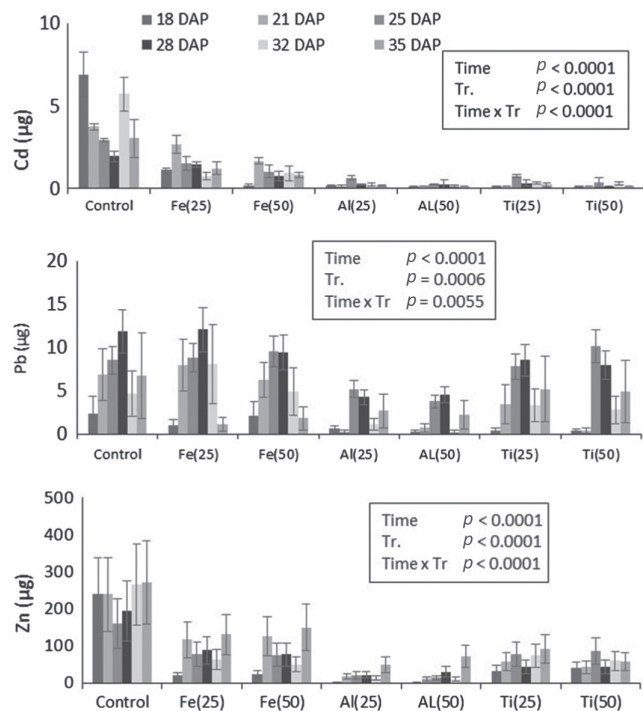 18 DAP 21 DAP 25 DAP
28 DAP 32 DAP 35 DAP
10
5
0
Cd (µg)
Time p < 0.0001
Tr. p < 0.0001
Time x Tr p < 0.0001
Control Fe(25) Fe(50) Al(25) AL(50) Ti(25) Ti(50)
20
15
10
5
0
Pb (µg)
Time p < 0.0001
Tr. p = 0.0006
Time x Tr p = 0.0055
Control Fe(25) Fe(50) Al(25) AL(50) Ti(25) Ti(50)
500
400
300
200
100
0
Zn (µg)
Time p < 0.0001
Tr. p < 0.0001
Time x Tr p < 0.0001
Control Fe(25) Fe(50) Al(25) AL(50) Ti(25) Ti(50)